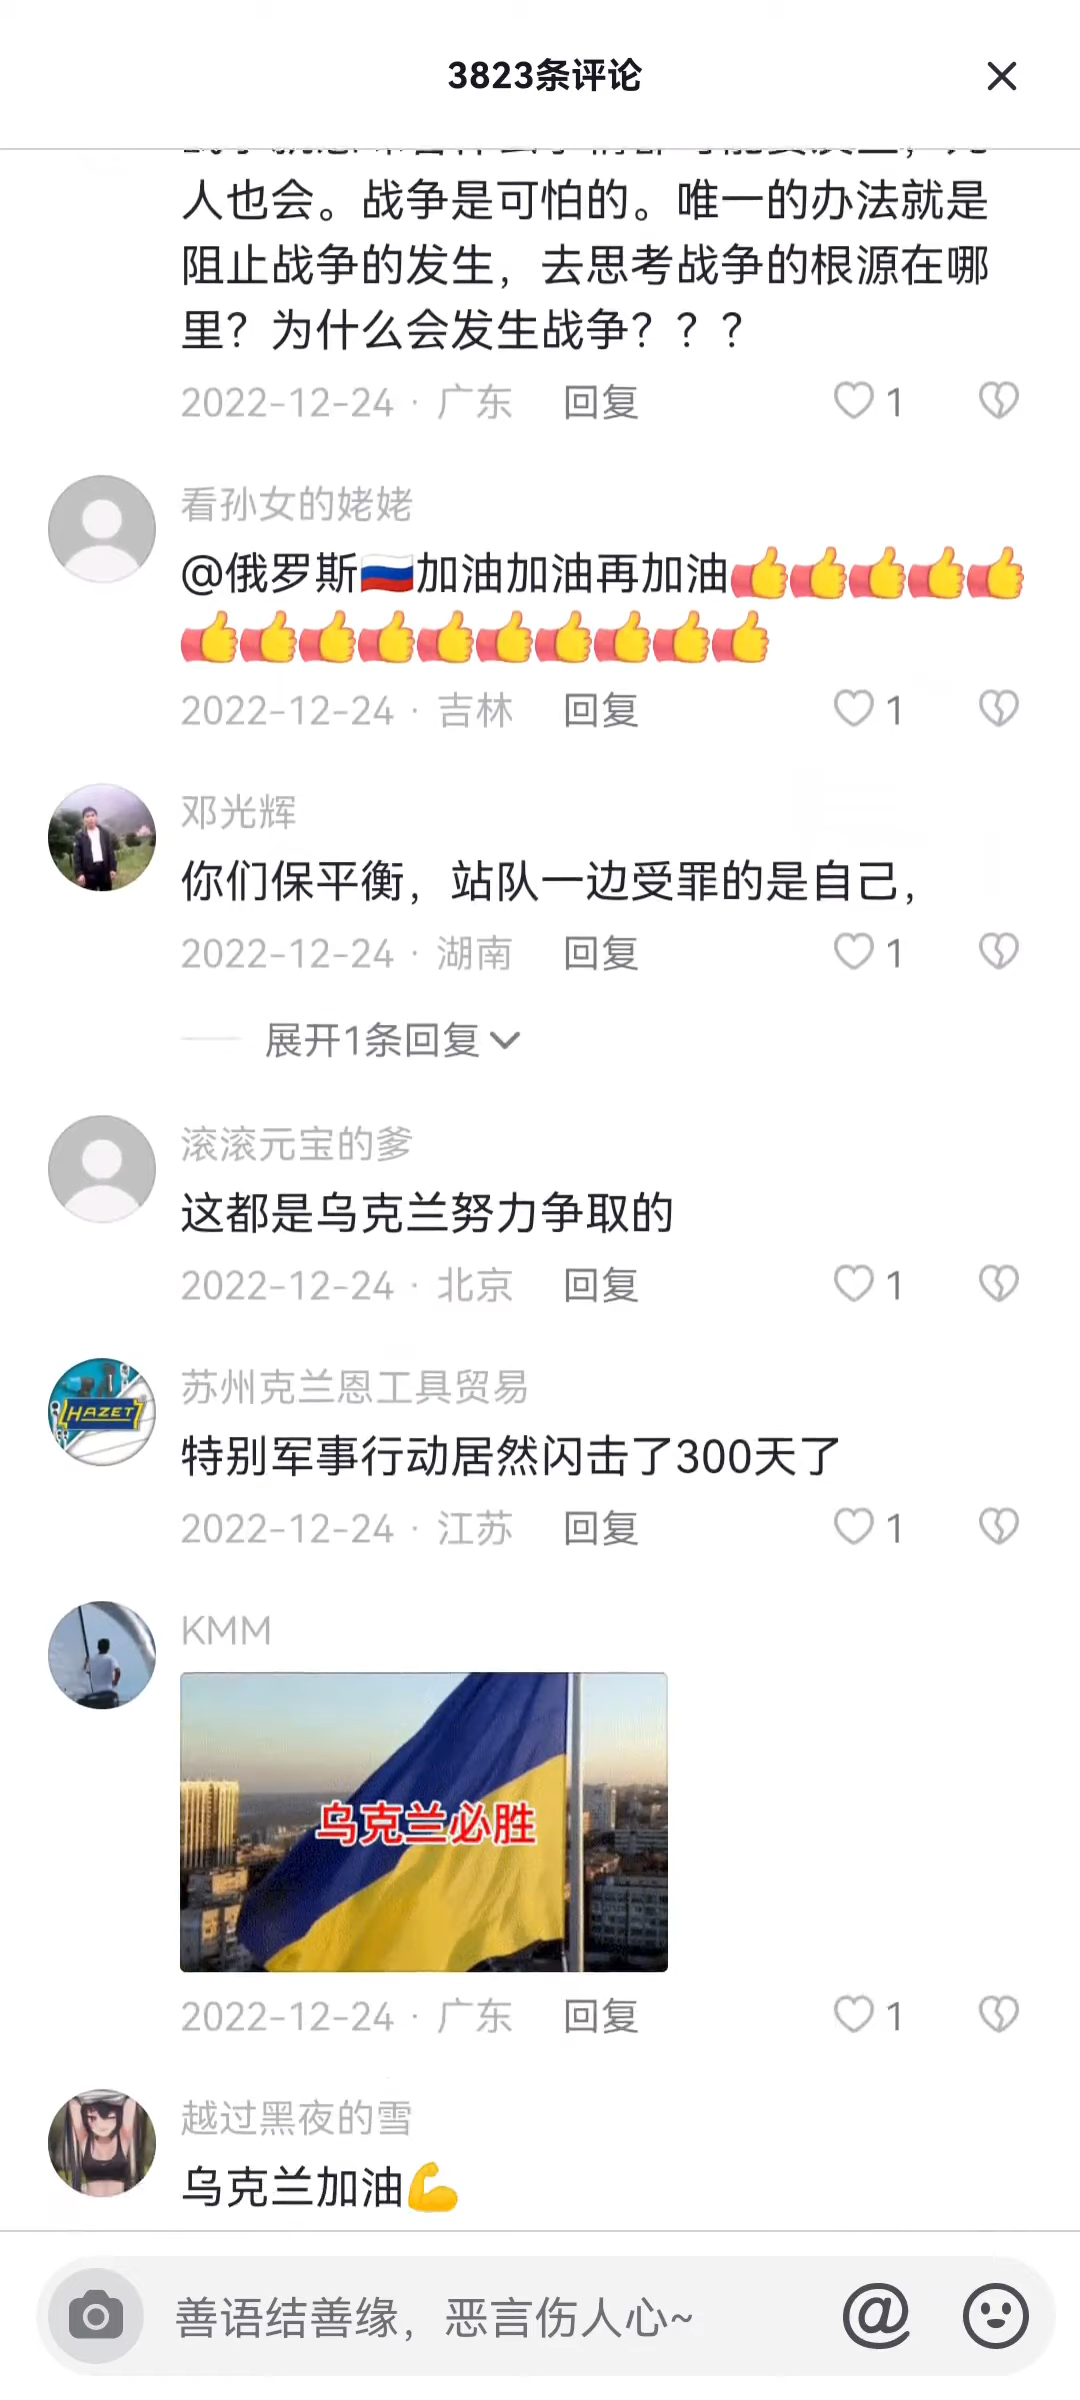 3823条评论
人也会。战争是可怕的。唯一的办法就是
阻止战争的发生，去思考战争的根源在哪
里？为什么会发生战争？？？
2022-12-24 · 广东 回复 1
看孙女的姥姥
@俄罗斯🇷🇺加油加油再加油👍👍👍👍👍
👍👍👍👍👍👍👍👍👍👍
2022-12-24 · 吉林 回复 1
邓光辉
你们保平衡，站队一边受罪的是自己，
2022-12-24 · 湖南 回复 1
展开1条回复
滚滚元宝的爹
这都是乌克兰努力争取的
2022-12-24 · 北京 回复 1
HAZET
苏州克兰恩工具贸易
特别军事行动居然闪击了300天了
2022-12-24 · 江苏 回复 1
KMM
乌克兰必胜
2022-12-24 · 广东 回复 1
越过黑夜的雪
乌克兰加油💪
善语结善缘，恶言伤人心~